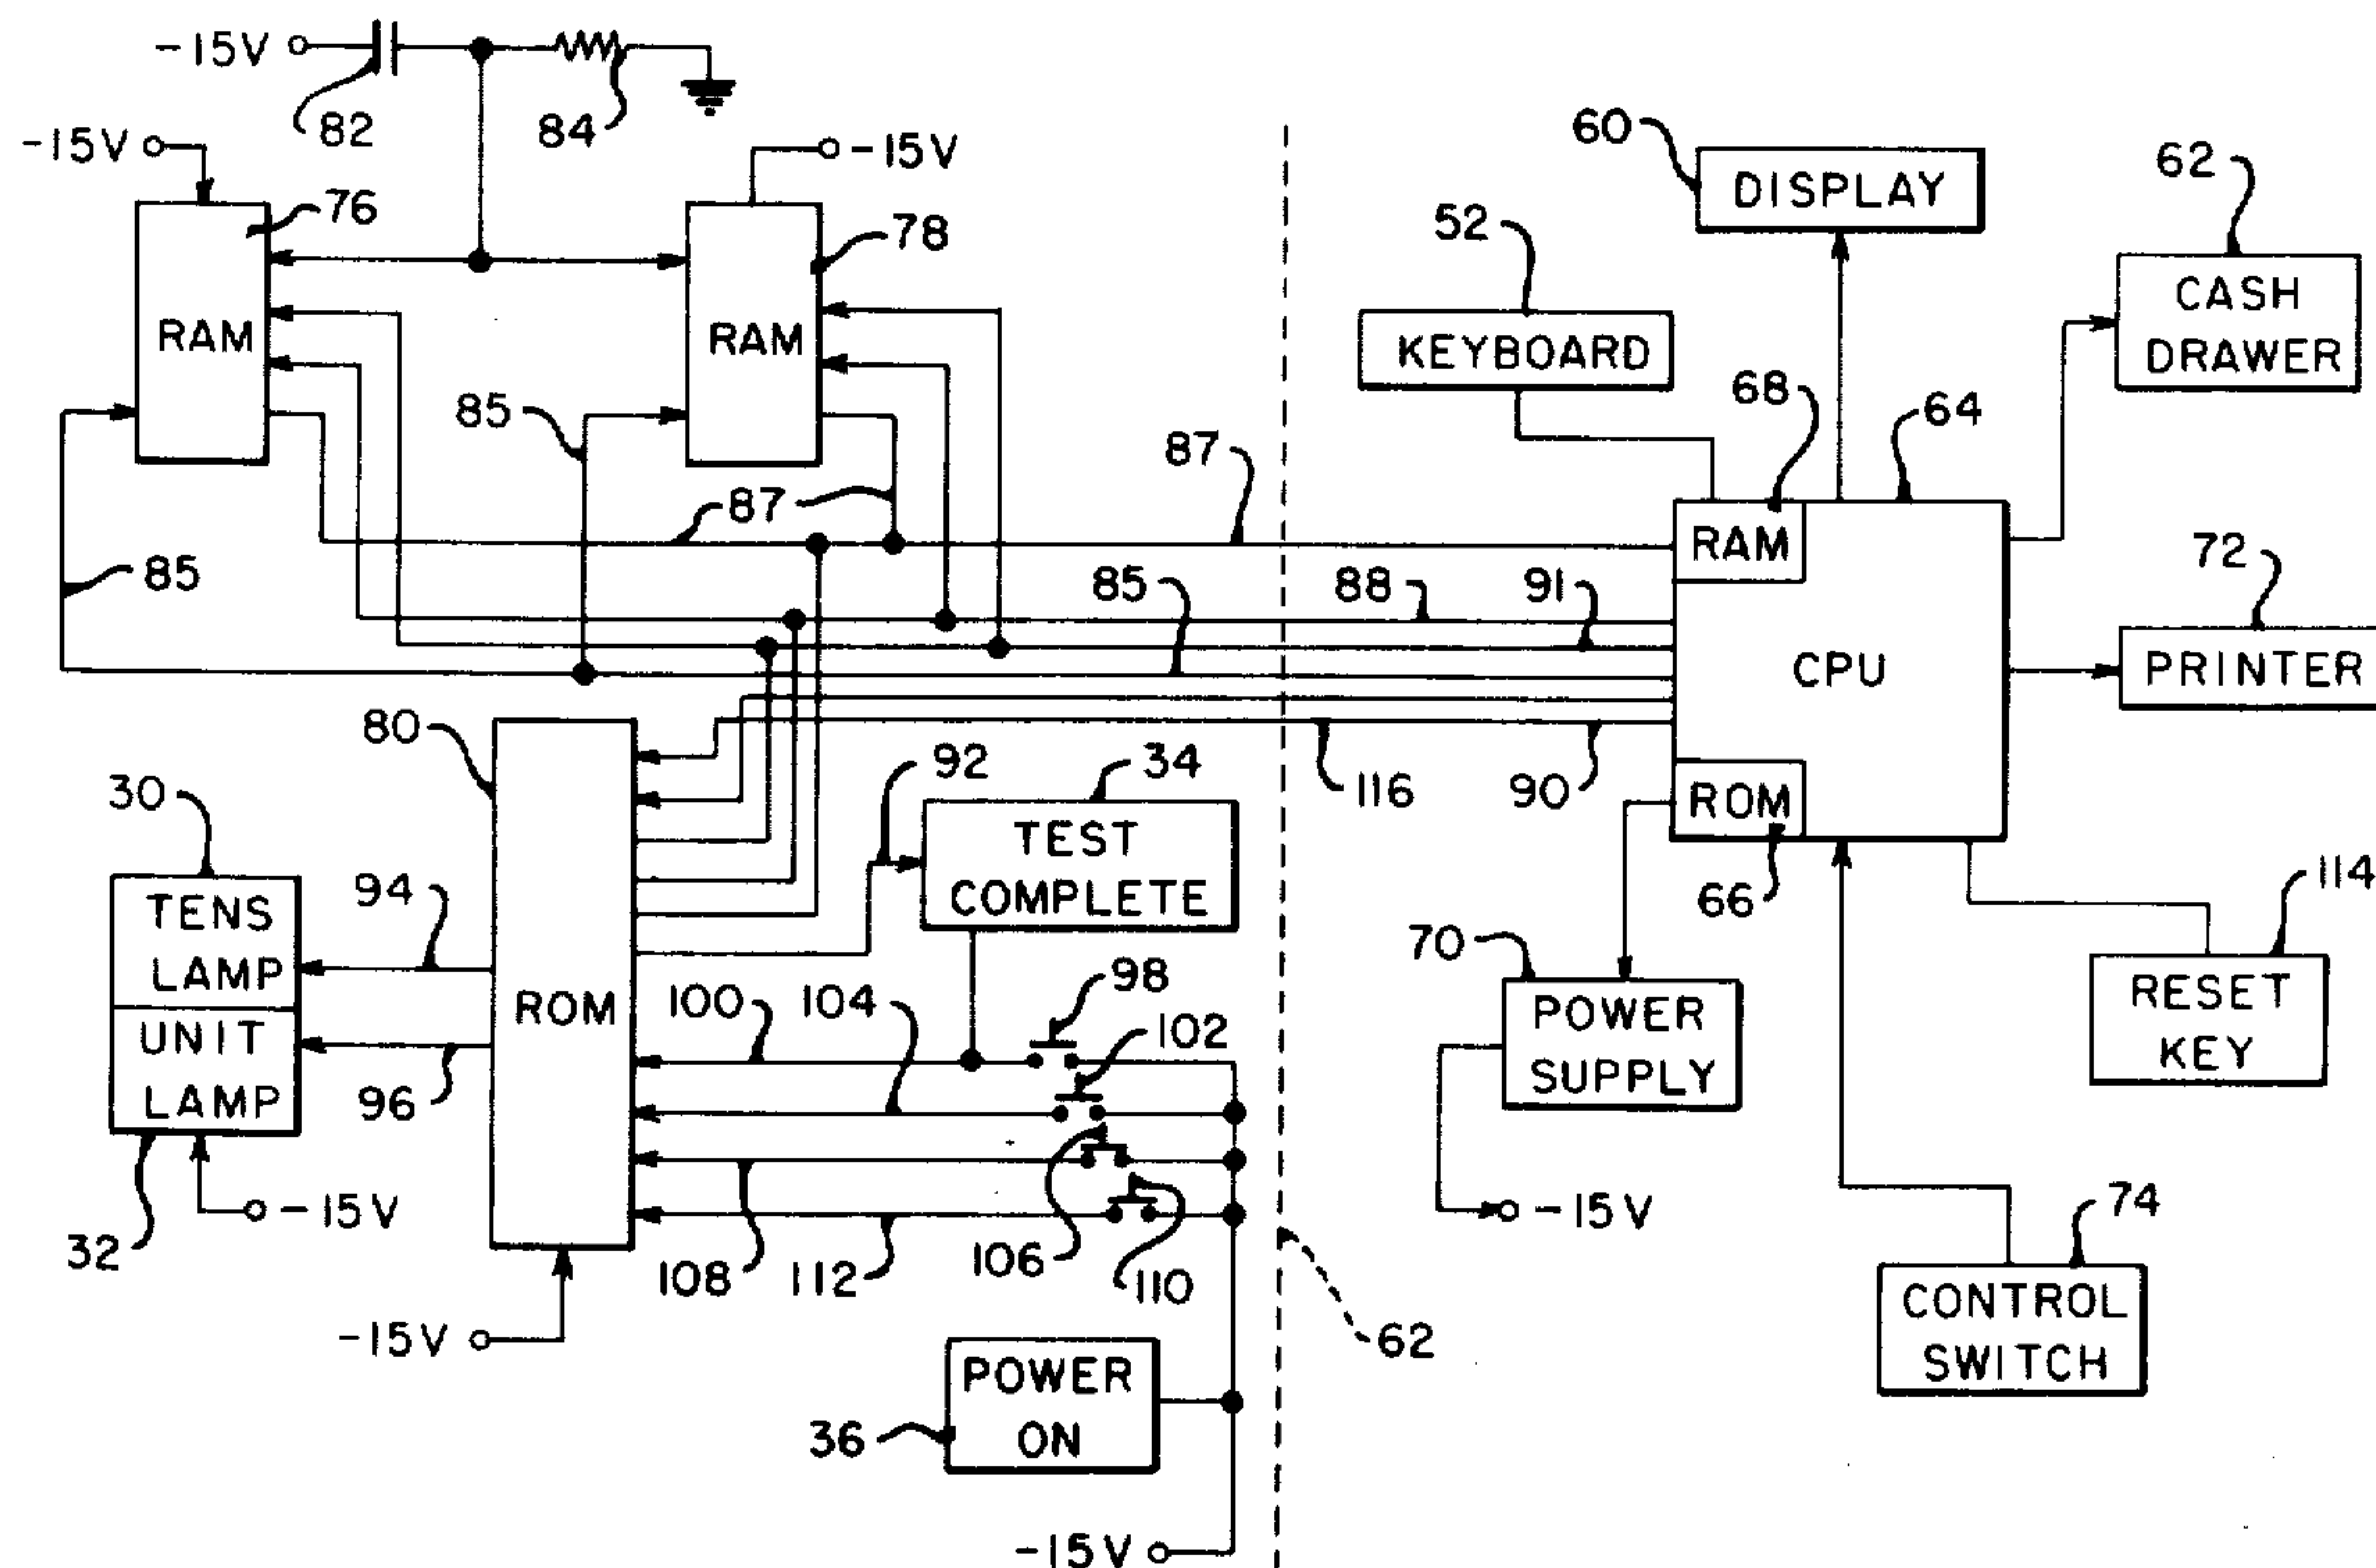 -15V
82
84
-15V
-15V
76
78
RAM
RAM
85
87
87
85
85
88
91
60
DISPLAY
62
CASH
DRAWER
52
KEYBOARD
68
64
RAM
CPU
72
PRINTER
80
92
34
116
90
ROM
66
TEST
COMPLETE
30
TENS
LAMP
UNIT
LAMP
94
96
32
-15V
ROM
100
104
98
102
108
112
106
110
-15V
70
POWER
SUPPLY
-15V
114
RESET
KEY
74
CONTROL
SWITCH
62
POWER
ON
36
-15V